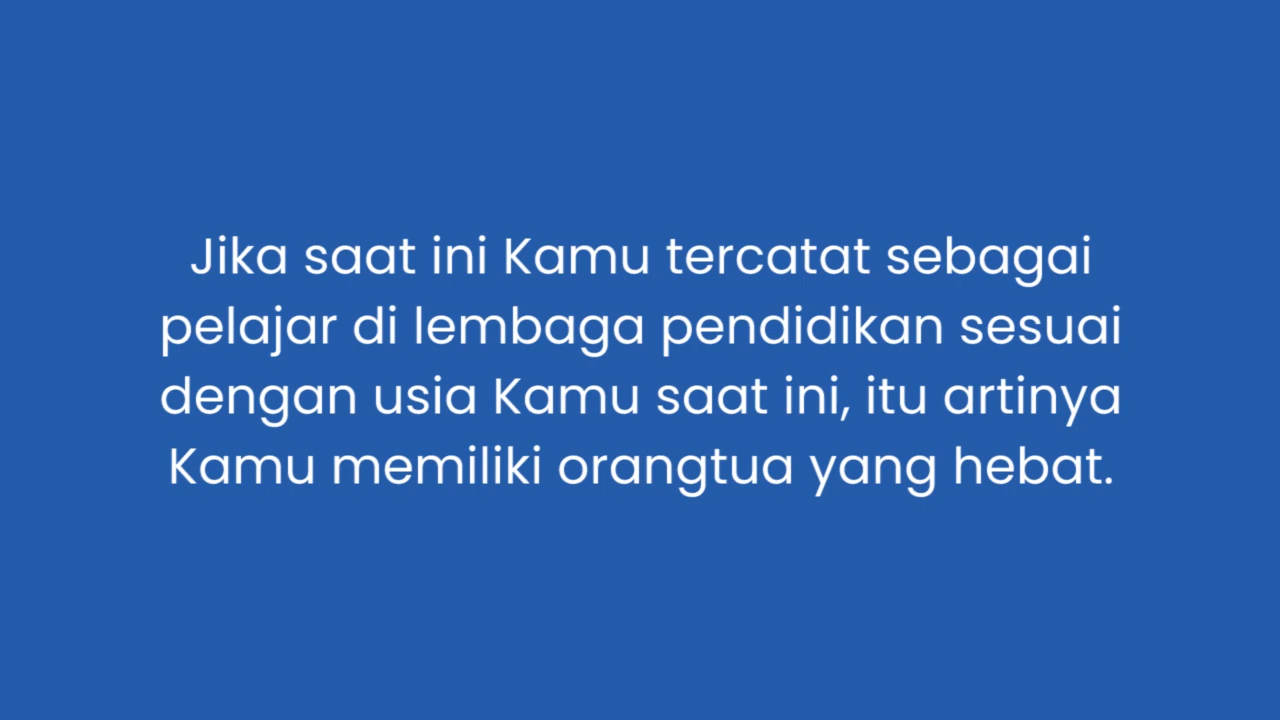 Jika saat ini Kamu tercatat sebagai
pelajar di lembaga pendidikan sesuai
dengan usia Kamu saat ini, itu artinya
Kamu memiliki orangtua yang hebat.